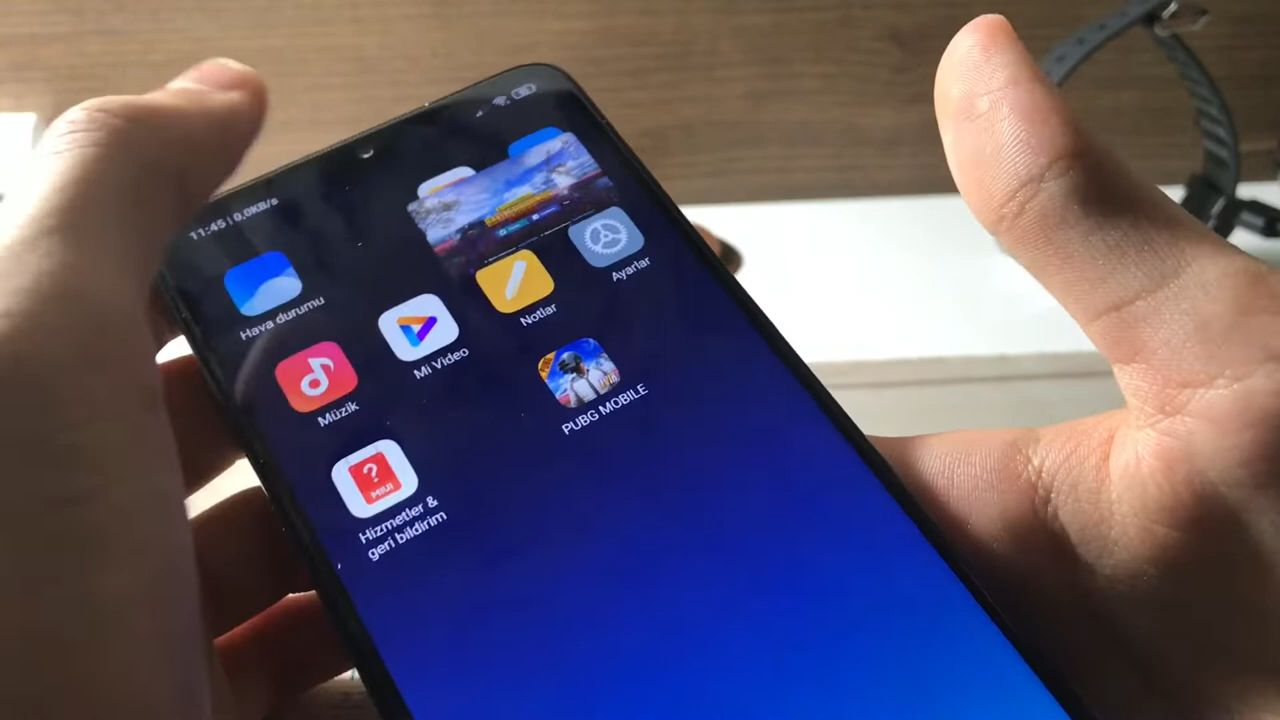 11:45 | 0,0KB/s
Hava durumu
Müzik
Mi Video
Notlar
Ayarlar
PUBG MOBILE
?
MIUI
Hizmetler &
geri bildirim